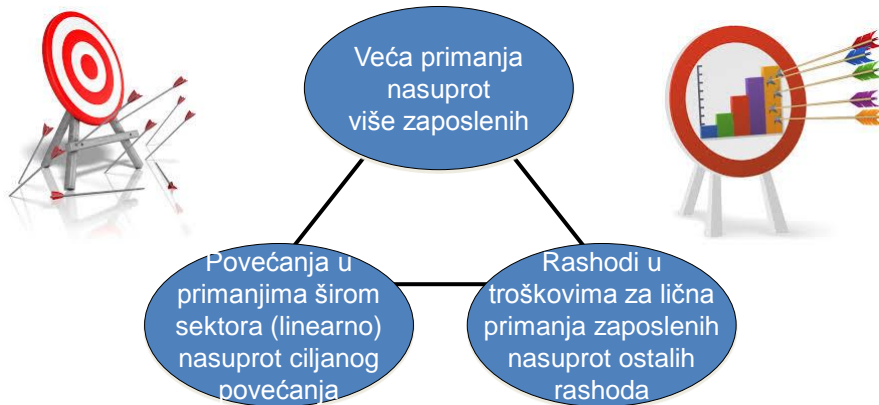 Veća primanja
nasuprot
više zaposlenih
Povećanja u
primanjima širom
sektora (linearno)
nasuprot ciljanog
povećanja
Rashodi u
troškovima za lična
primanja zaposlenih
nasuprot ostalih
rashoda